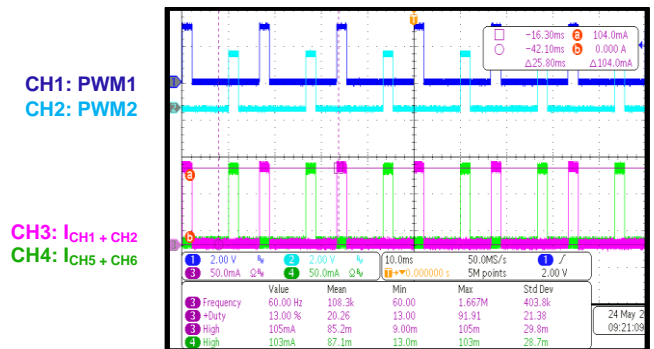 CH1: PWM1
CH2: PWM2
CH3: ICH1 + CH2
CH4: ICH5 + CH6
T
-16.30ms a 104.0mA
-42.10ms b 0.000 A
Δ25.80ms Δ104.0mA
1
2
a
b
3
1 2.00 V 2 2.00 V 10.0ms 50.0MS/s 1
3 50.0mA Ω 4 50.0mA Ω T→▼0.000000 s 5M points 2.00 V
Value Mean Min Max Std Dev
3 Frequency 60.00 Hz 108.3k 60.00 1.667M 403.8k
3 +Duty 13.00 % 20.26 13.00 91.91 21.38
3 High 105mA 85.2m 9.00m 105m 29.8m
4 High 103mA 87.1m 13.0m 103m 28.7m
24 May 2
09:21:09